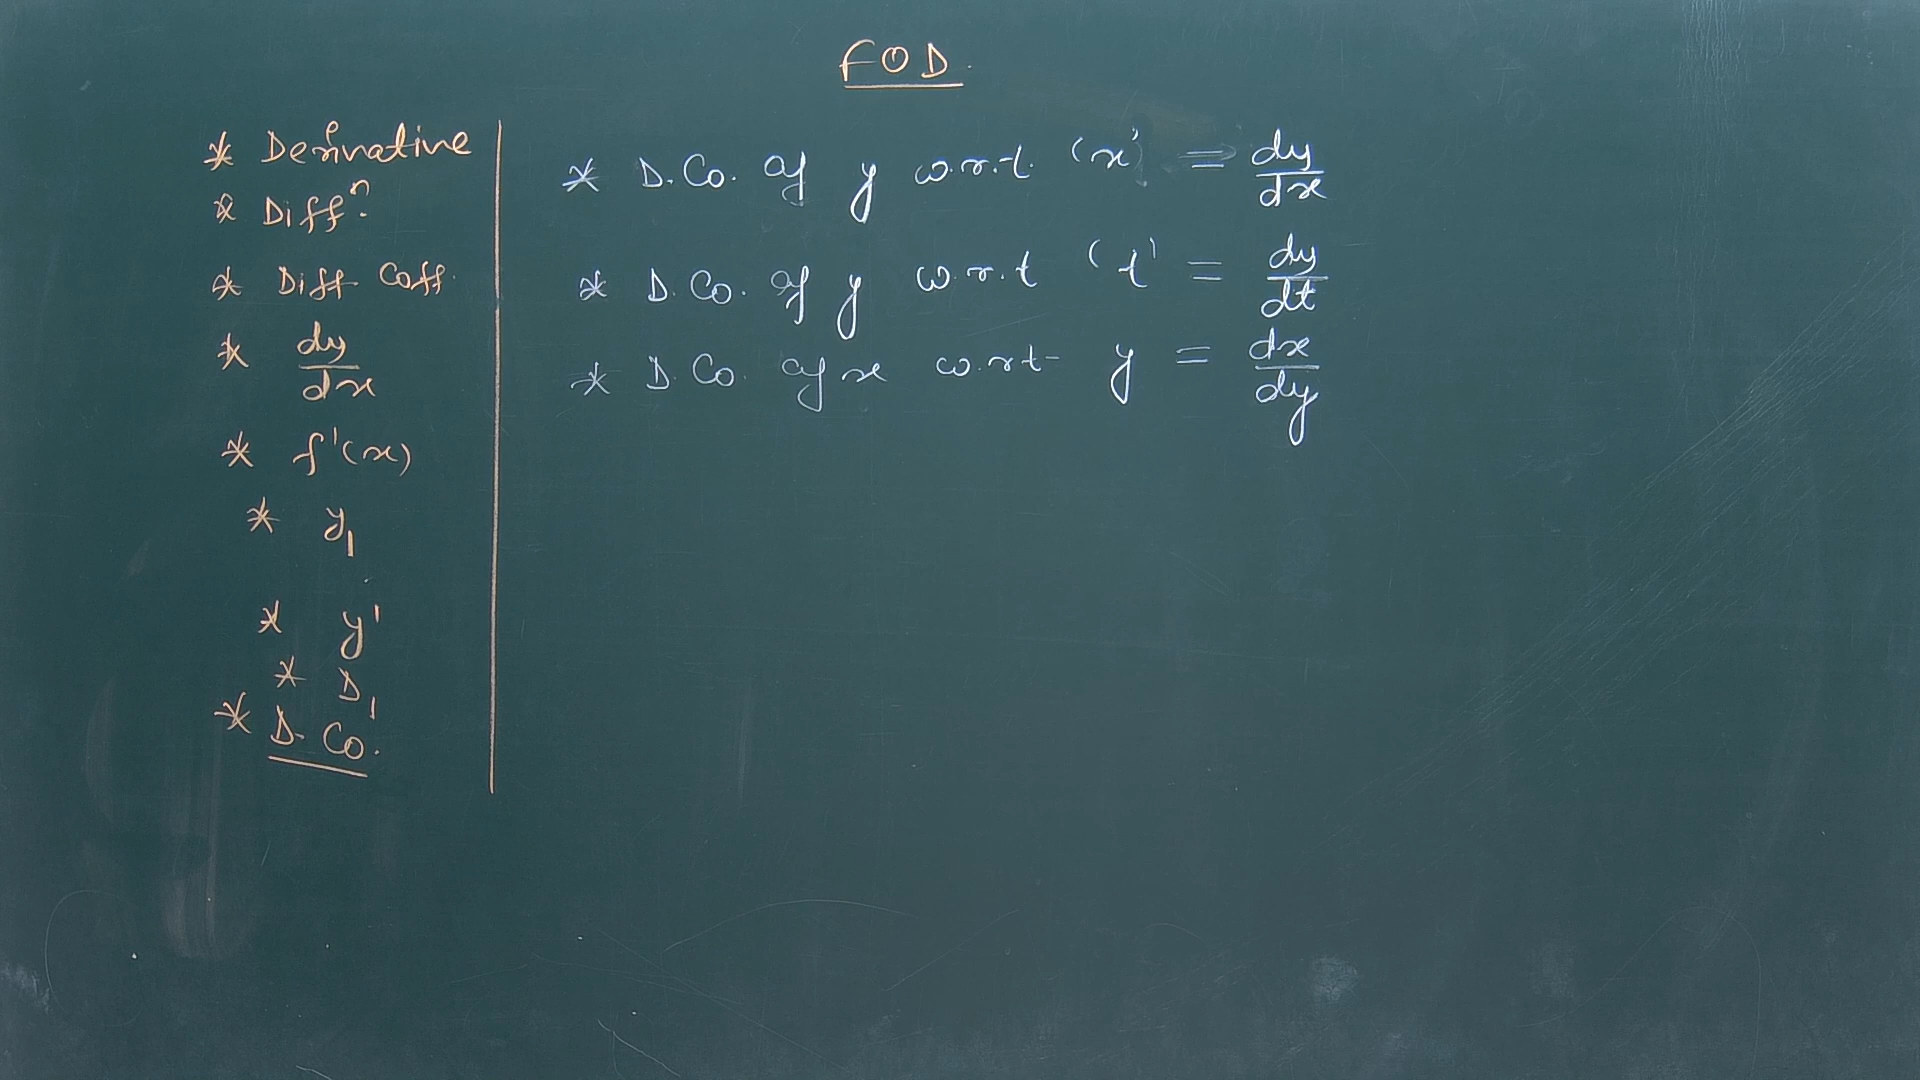 FOD.
* Derivative
* Diffⁿ.
* Diff Coff.
* dy/dx
* f'(x)
* y₁
* y'
* D₁
* D. Co.
* D. Co. of y w.r.t. 'x' = dy/dx
* D. Co. of y w.r.t 't' = dy/dt
* D. Co. of x w.r.t y = dx/dy